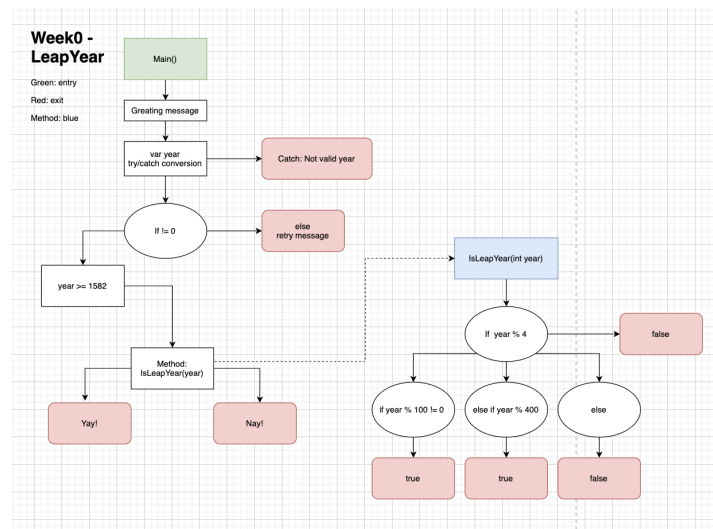 Week0 -
LeapYear
Green: entry
Red: exit
Method: blue
Main()
Greating message
var year
try/catch conversion
Catch: Not valid year
If != 0
else
retry message
year >= 1582
Method:
IsLeapYear(year)
Yay!
Nay!
IsLeapYear(int year)
If year % 4
false
if year % 100 != 0
else if year % 400
else
true
true
false